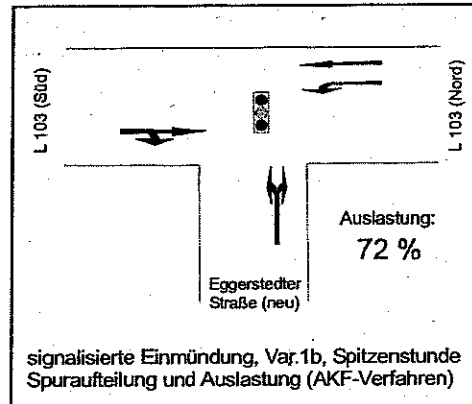 L 103 (Süd)
L 103 (Nord)
Auslastung:
72 %
Eggerstedter
Straße (neu)
signalisierte Einmündung, Var.1b, Spitzenstunde
Spuraufteilung und Auslastung (AKF-Verfahren)